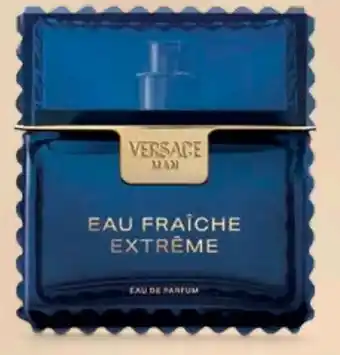 VERSACE
MAN
EAU FRAÎCHE
EXTRÊME
EAU DE PARFUM